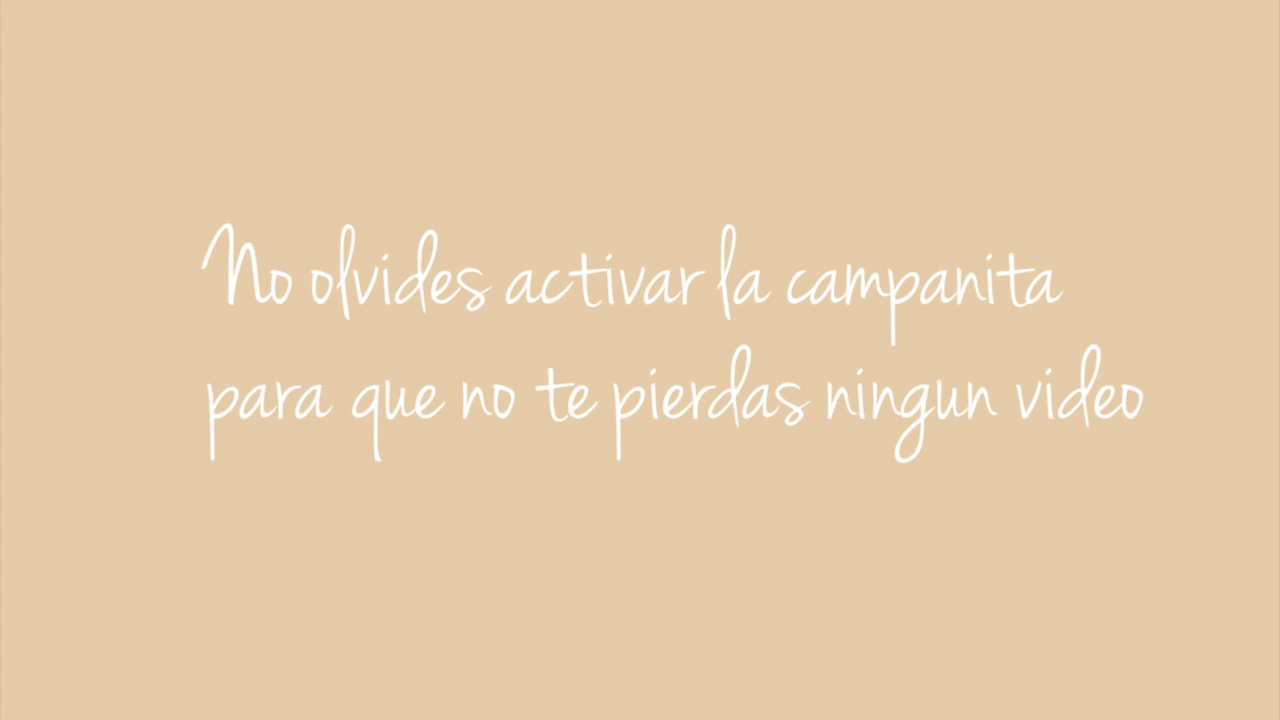 No olvides activar la campanita
para que no te pierdas ningun video